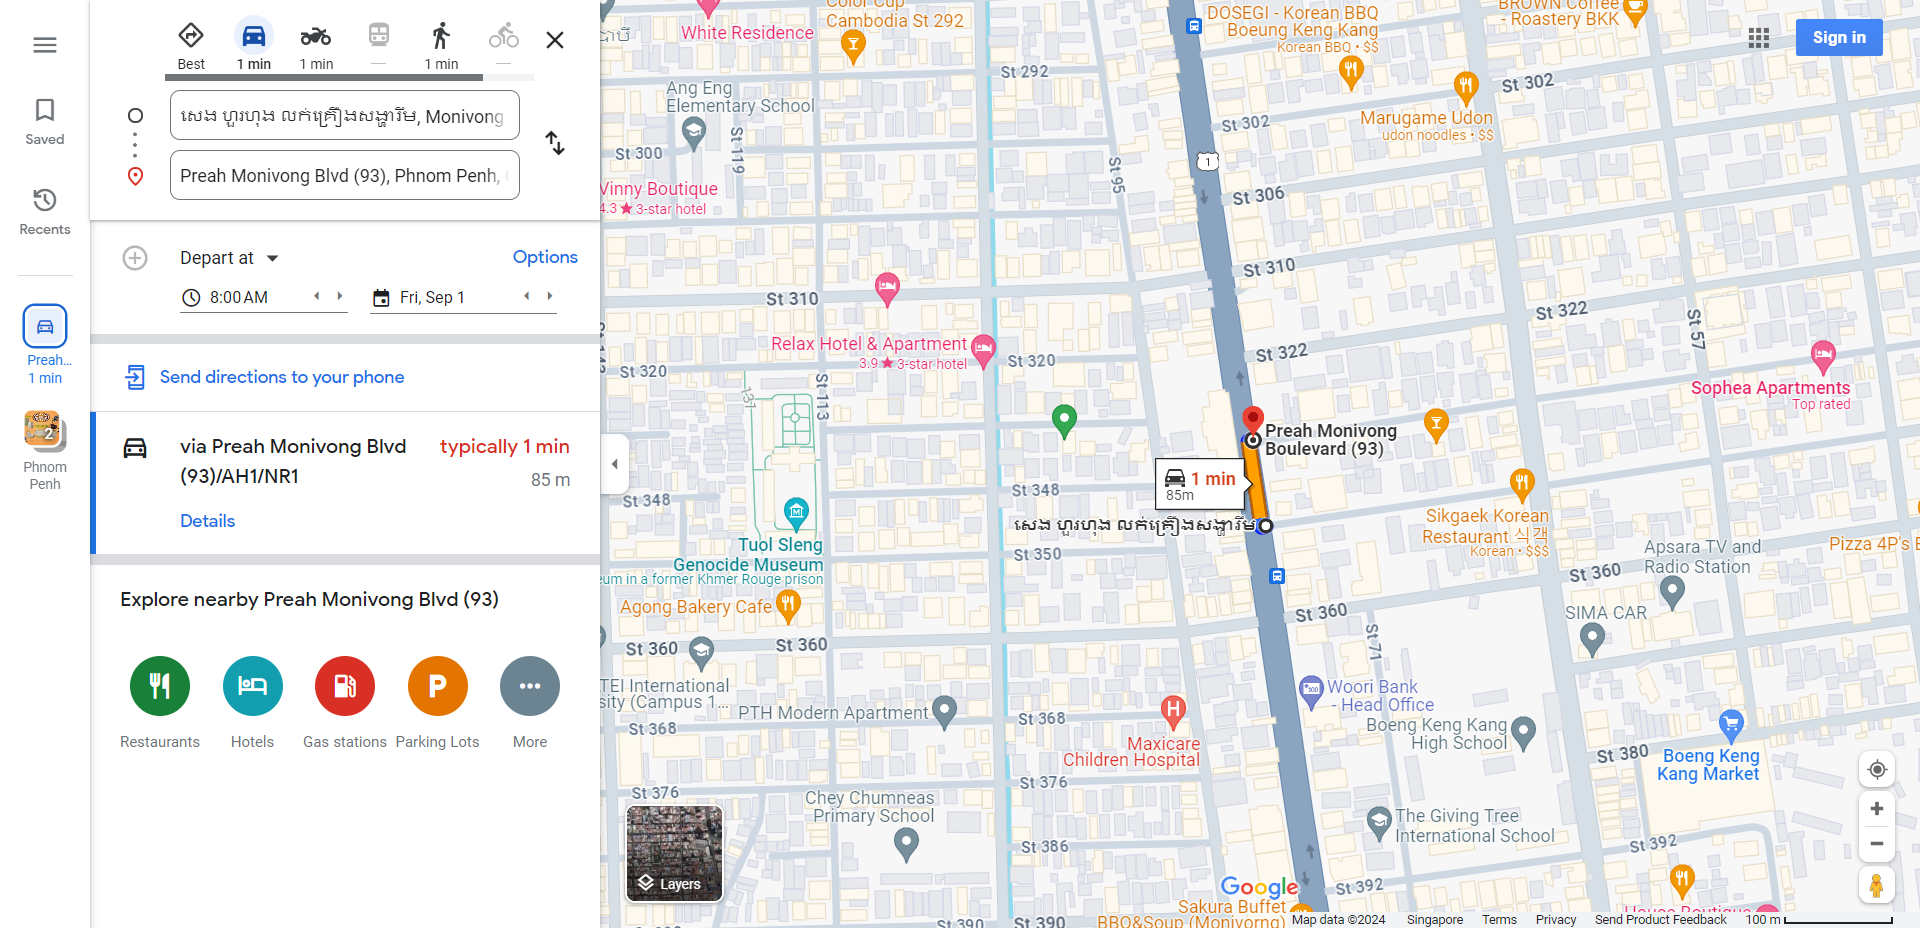 Best
1 min
1 min
1 min
Saved
Recents
Preah...
1 min
2
Phnom
Penh
សេង ហួរហុង លក់គ្រឿងសង្ហារឹម, Monivong
Preah Monivong Blvd (93), Phnom Penh,
Depart at
Options
8:00 AM
Fri, Sep 1
Send directions to your phone
via Preah Monivong Blvd
(93)/AH1/NR1
typically 1 min
85 m
Details
Explore nearby Preah Monivong Blvd (93)
P
Restaurants
Hotels
Gas stations
Parking Lots
More
Layers
Sign in
Color Cup
Cambodia St 292
White Residence
DOSEGI - Korean BBQ
Boeung Keng Kang
Korean BBQ • $$
BROWN Coffee
- Roastery BKK
St 292
St 302
Ang Eng
Elementary School
Marugame Udon
udon noodles • $$
St 302
St 119
St 300
St 95
1
Vinny Boutique
4.3 ★ 3-star hotel
St 306
St 310
St 310
St 322
St 57
Relax Hotel & Apartment
3.9 ★ 3-star hotel
St 320
St 320
St 322
St 113
131
Sophea Apartments
Top rated
Preah Monivong
Boulevard (93)
1 min
85m
St 348
St 348
សេង ហួរហុង លក់គ្រឿងសង្ហារឹម
Sikgaek Korean
Restaurant 식객
Korean • $$$
Tuol Sleng
Genocide Museum
eum in a former Khmer Rouge prison
St 350
Apsara TV and
Radio Station
Pizza 4P's B
St 360
Agong Bakery Cafe
St 360
SIMA CAR
St 71
St 360
St 360
TEI International
sity (Campus 1...
Woori Bank
- Head Office
PTH Modern Apartment
St 368
St 368
H
Boeng Keng Kang
High School
Maxicare
Children Hospital
St 380
Boeng Keng
Kang Market
St 376
St 376
Chey Chumneas
Primary School
The Giving Tree
International School
St 386
St 392
St 392
Google
Sakura Buffet
BBQ&Soup (Monivorng)
House Boutique
St 390
St 390
Map data ©2024
Singapore
Terms
Privacy
Send Product Feedback
100 m